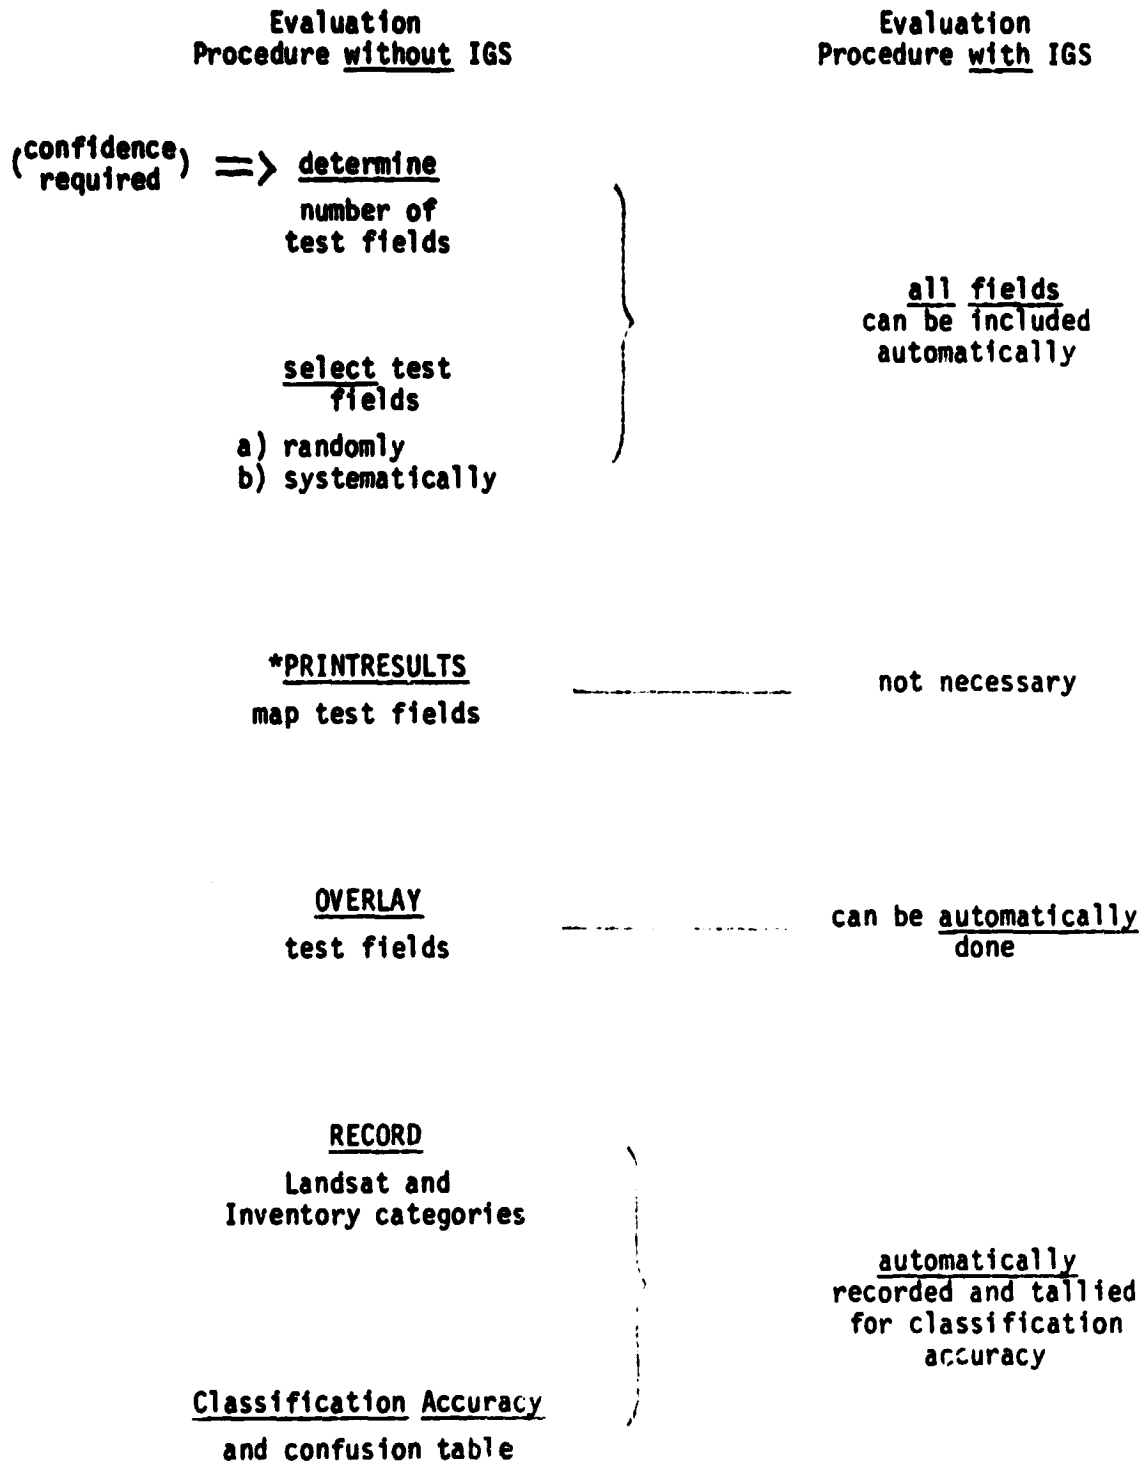 Evaluation
Procedure without IGS
Evaluation
Procedure with IGS
(confidence required) => determine
number of
test fields
select test
fields
a) randomly
b) systematically
all fields
can be included
automatically
*PRINTRESULTS
map test fields
not necessary
OVERLAY
test fields
can be automatically
done
RECORD
Landsat and
Inventory categories
Classification Accuracy
and confusion table
automatically
recorded and tallied
for classification
accuracy